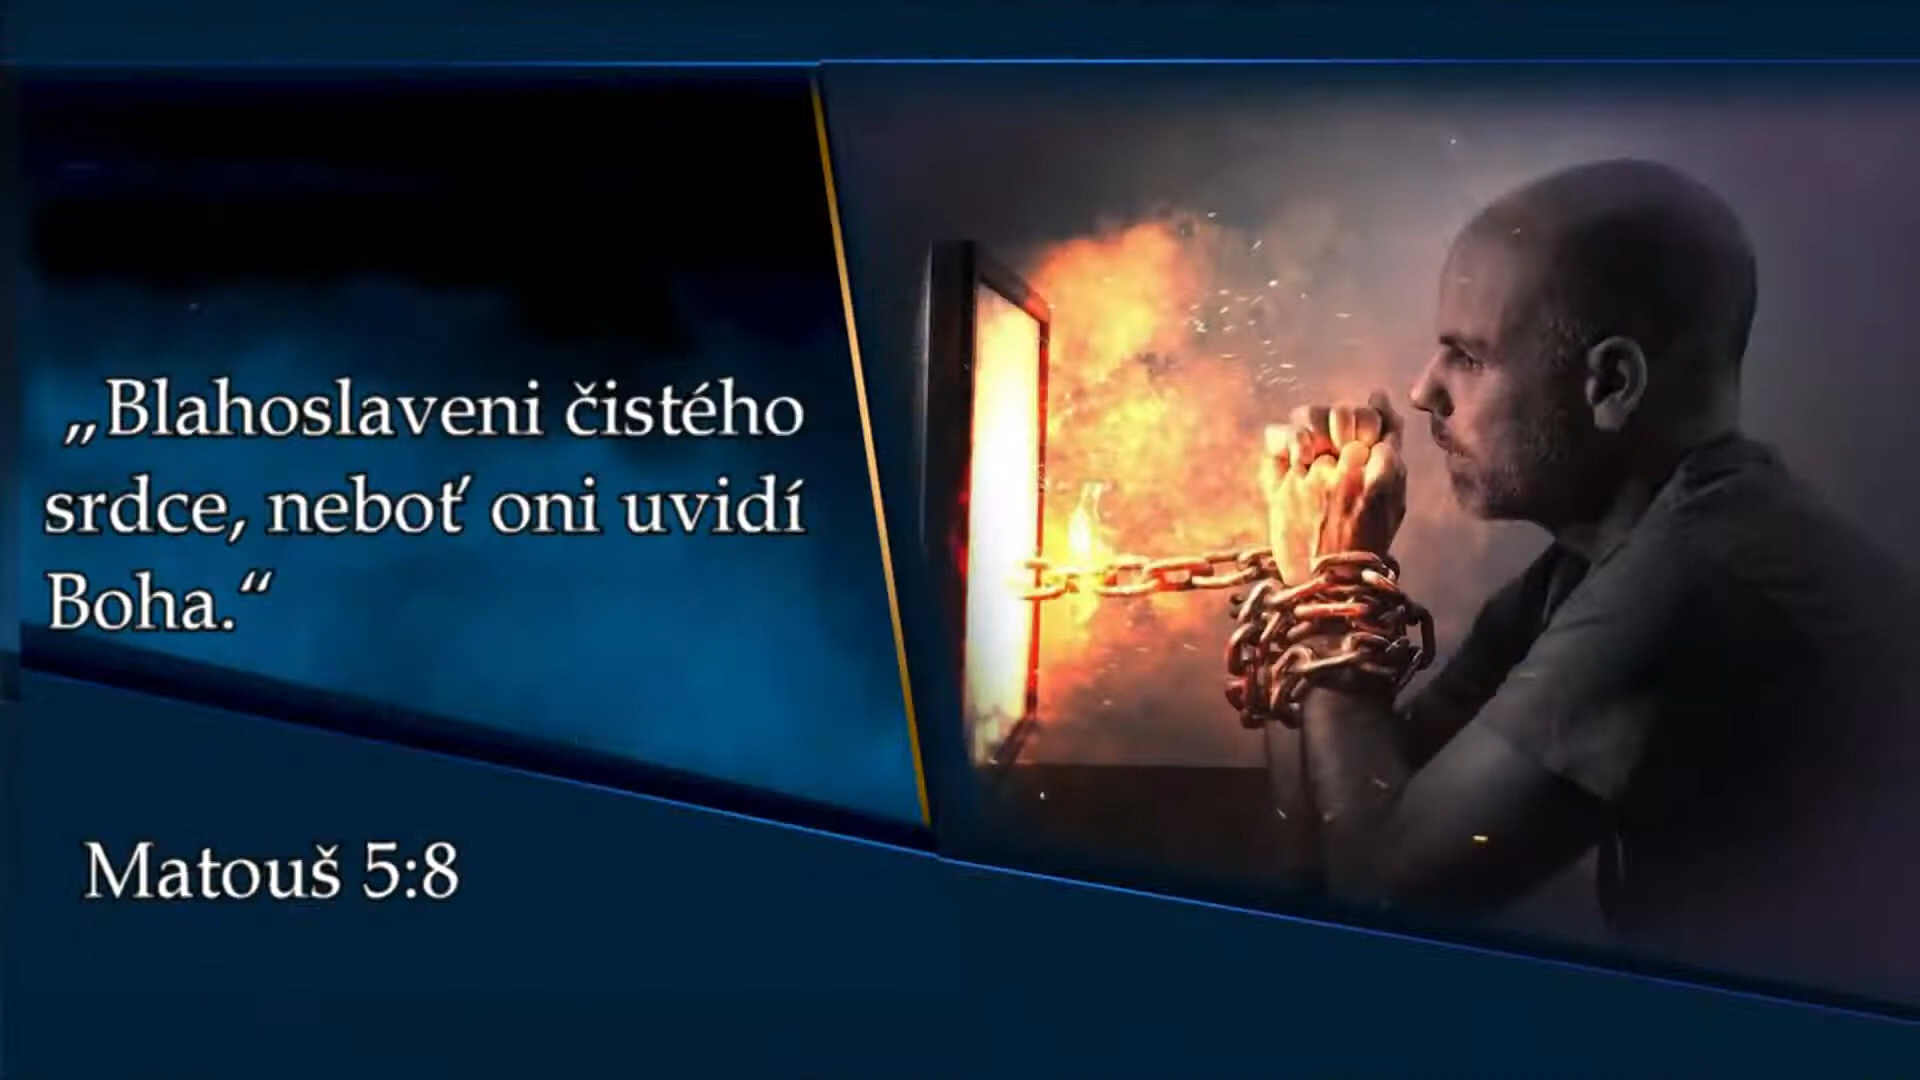 „Blahoslaveni čistého
srdce, neboť oni uvidí
Boha.“
Matouš 5:8